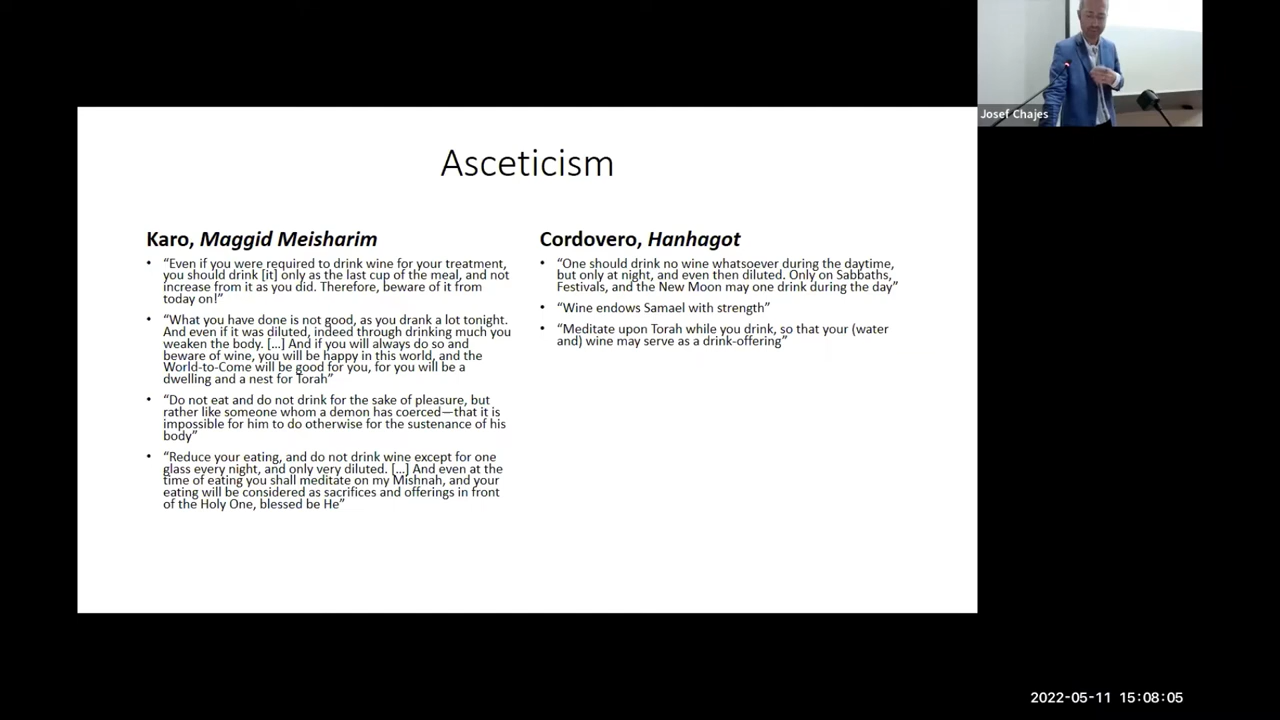 Josef Chajes
Asceticism
Karo, Maggid Meisharim
• “Even if you were required to drink wine for your treatment,
you should drink [it] only as the last cup of the meal, and not
increase from it as you did. Therefore, beware of it from
today on!”
• “What you have done is not good, as you drank a lot tonight.
And even if it was diluted, indeed through drinking much you
weaken the body. […] And if you will always do so and
beware of wine, you will be happy in this world, and the
World-to-Come will be good for you, for you will be a
dwelling and a nest for Torah”
• “Do not eat and do not drink for the sake of pleasure, but
rather like someone whom a demon has coerced—that it is
impossible for him to do otherwise for the sustenance of his
body”
• “Reduce your eating, and do not drink wine except for one
glass every night, and only very diluted. […] And even at the
time of eating you shall meditate on my Mishnah, and your
eating will be considered as sacrifices and offerings in front
of the Holy One, blessed be He”
Cordovero, Hanhagot
• “One should drink no wine whatsoever during the daytime,
but only at night, and even then diluted. Only on Sabbaths,
Festivals, and the New Moon may one drink during the day”
• “Wine endows Samael with strength”
• “Meditate upon Torah while you drink, so that your (water
and) wine may serve as a drink-offering”
2022-05-11 15:08:05